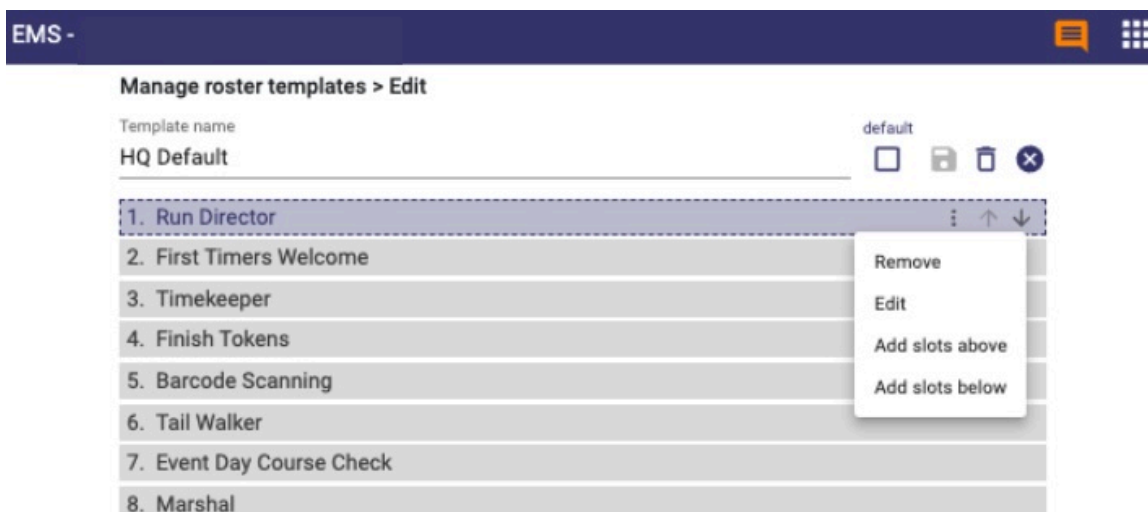 EMS -
Manage roster templates > Edit
Template name
default
HQ Default
1. Run Director
2. First Timers Welcome
Remove
3. Timekeeper
Edit
4. Finish Tokens
Add slots above
5. Barcode Scanning
Add slots below
6. Tail Walker
7. Event Day Course Check
8. Marshal